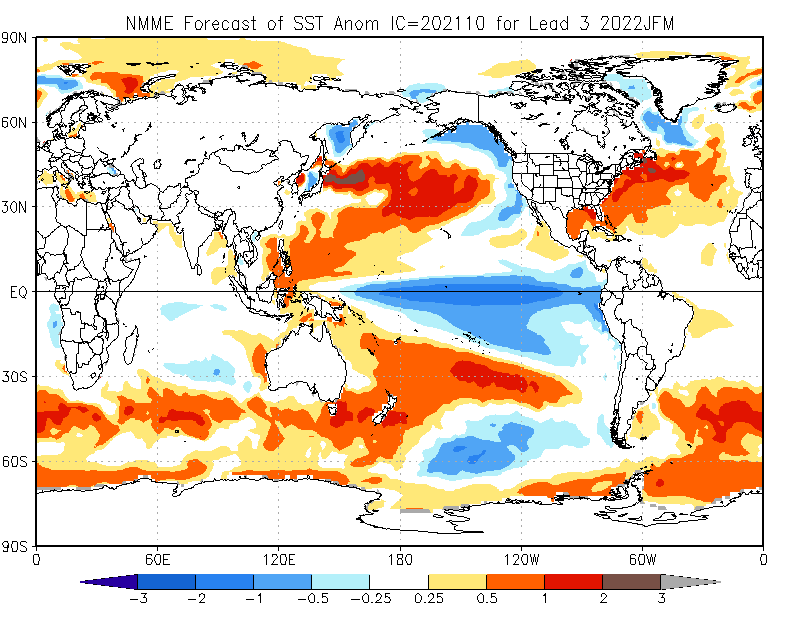 NMME Forecast of SST Anom IC=202110 for Lead 3 2022JFM
90N
60N
30N
EQ
30S
60S
90S
0 60E 120E 180 120W 60W 0
-3 -2 -1 -0.5 -0.25 0.25 0.5 1 2 3